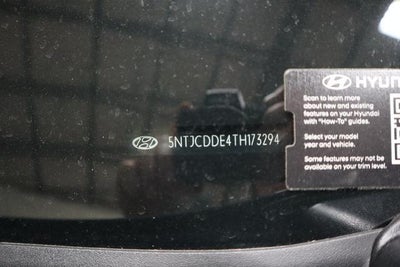 5NTJCDDE4TH173294
HYUN
Scan to learn more
about new and existing
features on your Hyundai
with "How-To" guides.
Select your model
year and vehicle.
Some features may not be
available on trim level.